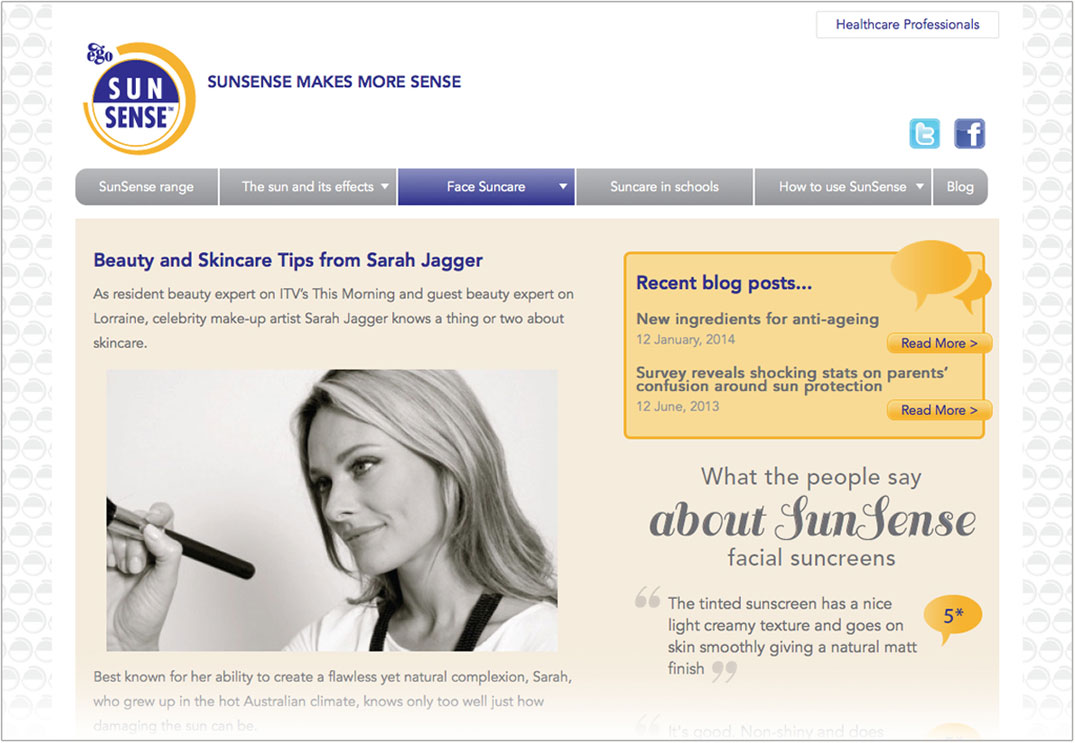 Healthcare Professionals
ego
SUN
SENSE™
SUNSENSE MAKES MORE SENSE
SunSense range
The sun and its effects
Face Suncare
Suncare in schools
How to use SunSense
Blog
Beauty and Skincare Tips from Sarah Jagger
As resident beauty expert on ITV's This Morning and guest beauty expert on
Lorraine, celebrity make-up artist Sarah Jagger knows a thing or two about
skincare.
Best known for her ability to create a flawless yet natural complexion, Sarah,
who grew up in the hot Australian climate, knows only too well just how
damaging the sun can be.
Recent blog posts...
New ingredients for anti-ageing
12 January, 2014
Read More >
Survey reveals shocking stats on parents'
confusion around sun protection
12 June, 2013
Read More >
What the people say
about SunSense
facial suncreens
“ The tinted sunscreen has a nice
light creamy texture and goes on
skin smoothly giving a natural matt
finish ”
5*
“ It's good. Non-shiny and does